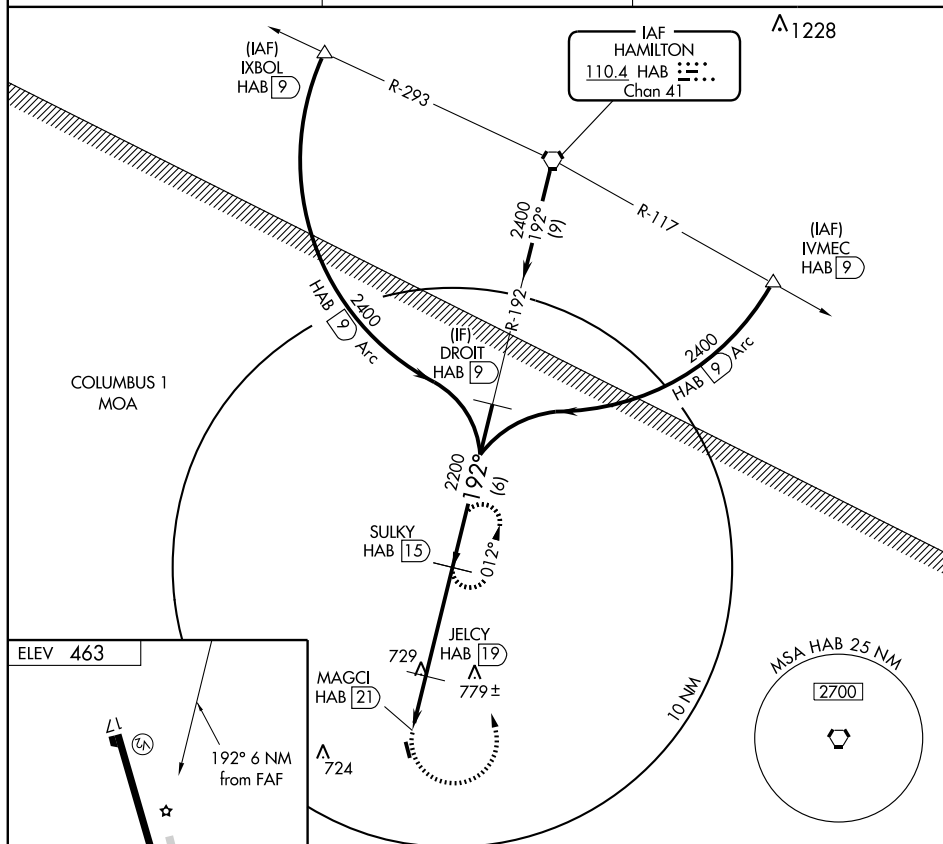 1228
(IAF)
IXBOL
HAB 9
R-293
IAF
HAMILTON
110.4 HAB
Chan 41
2400
192°
(9)
R-117
(IAF)
IVMEC
HAB 9
R-192
2400
HAB 9 Arc
2400
HAB 9 Arc
(IF)
DROIT
HAB 9
COLUMBUS 1
MOA
2200
192°
(6)
SULKY
HAB 15
012°
JELCY
HAB 19
729
779 ±
MAGCI
HAB 21
724
10 NM
MSA HAB 25 NM
2700
ELEV 463
17
V2
192° 6 NM
from FAF